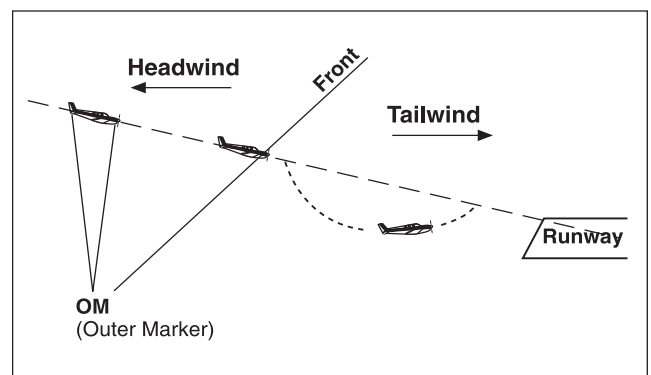 Headwind
Front
Tailwind
Runway
OM
(Outer Marker)